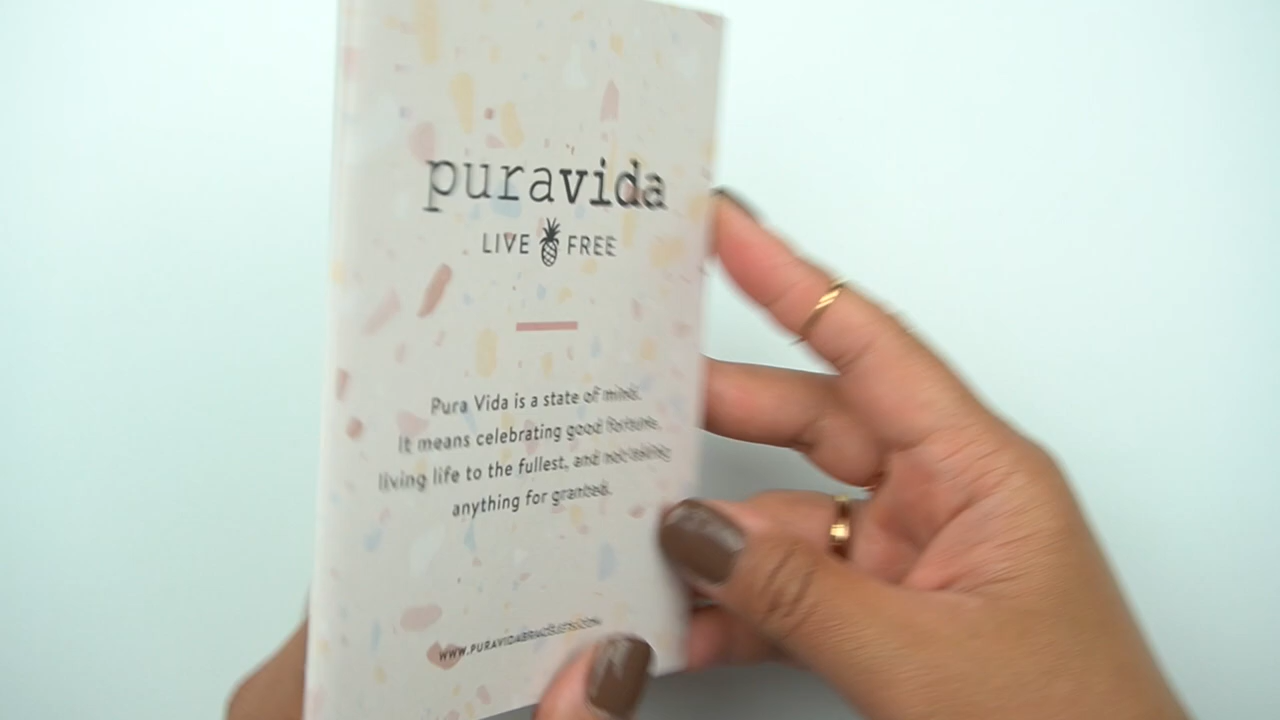 puravida
LIVE FREE
Pura Vida is a state of mind.
It means celebrating good fortune,
living life to the fullest, and not taking
anything for granted.
WWW.PURAVIDABRACELETS.COM